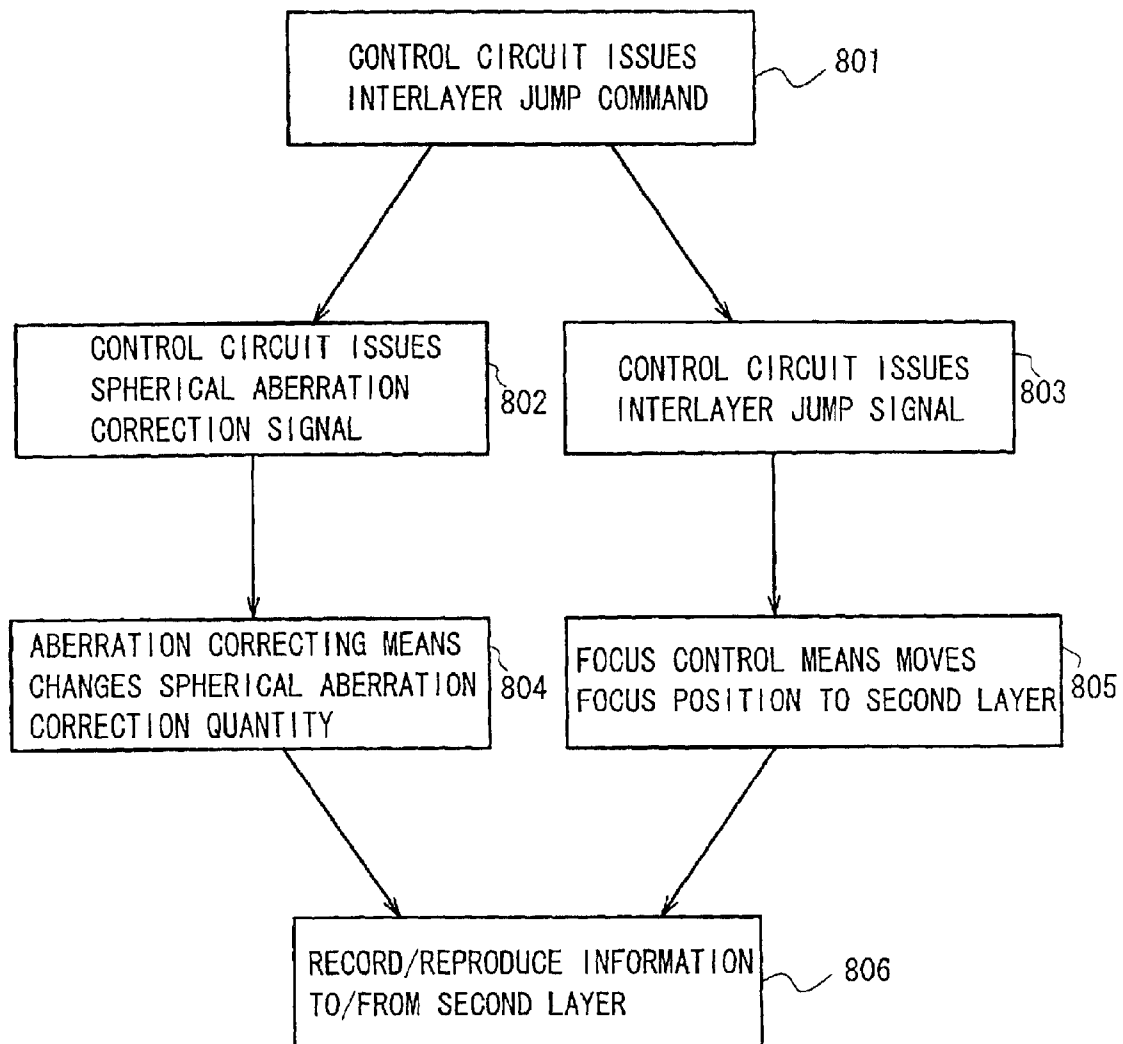 CONTROL CIRCUIT ISSUES
INTERLAYER JUMP COMMAND
801
CONTROL CIRCUIT ISSUES
SPHERICAL ABERRATION
CORRECTION SIGNAL
802
CONTROL CIRCUIT ISSUES
INTERLAYER JUMP SIGNAL
803
ABERRATION CORRECTING MEANS
CHANGES SPHERICAL ABERRATION
CORRECTION QUANTITY
804
FOCUS CONTROL MEANS MOVES
FOCUS POSITION TO SECOND LAYER
805
RECORD/REPRODUCE INFORMATION
TO/FROM SECOND LAYER
806